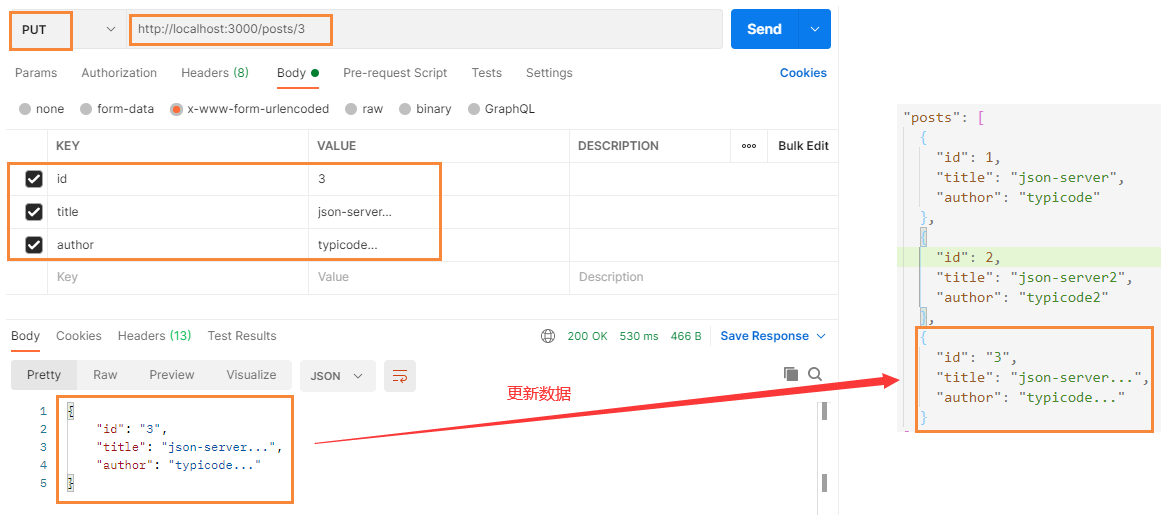 PUT http://localhost:3000/posts/3 Send
Params Authorization Headers (8) Body Pre-request Script Tests Settings Cookies
none form-data x-www-form-urlencoded raw binary GraphQL
KEY VALUE DESCRIPTION ooo Bulk Edit
id 3
title json-server...
author typicode...
Key Value Description
Body Cookies Headers (13) Test Results 200 OK 530 ms 466 B Save Response
Pretty Raw Preview Visualize JSON
1 {
2 "id": "3",
3 "title": "json-server...",
4 "author": "typicode..."
5 }
更新数据
"posts": [
{
"id": 1,
"title": "json-server",
"author": "typicode"
},
{
"id": 2,
"title": "json-server2",
"author": "typicode2"
},
{
"id": "3",
"title": "json-server...",
"author": "typicode..."
}